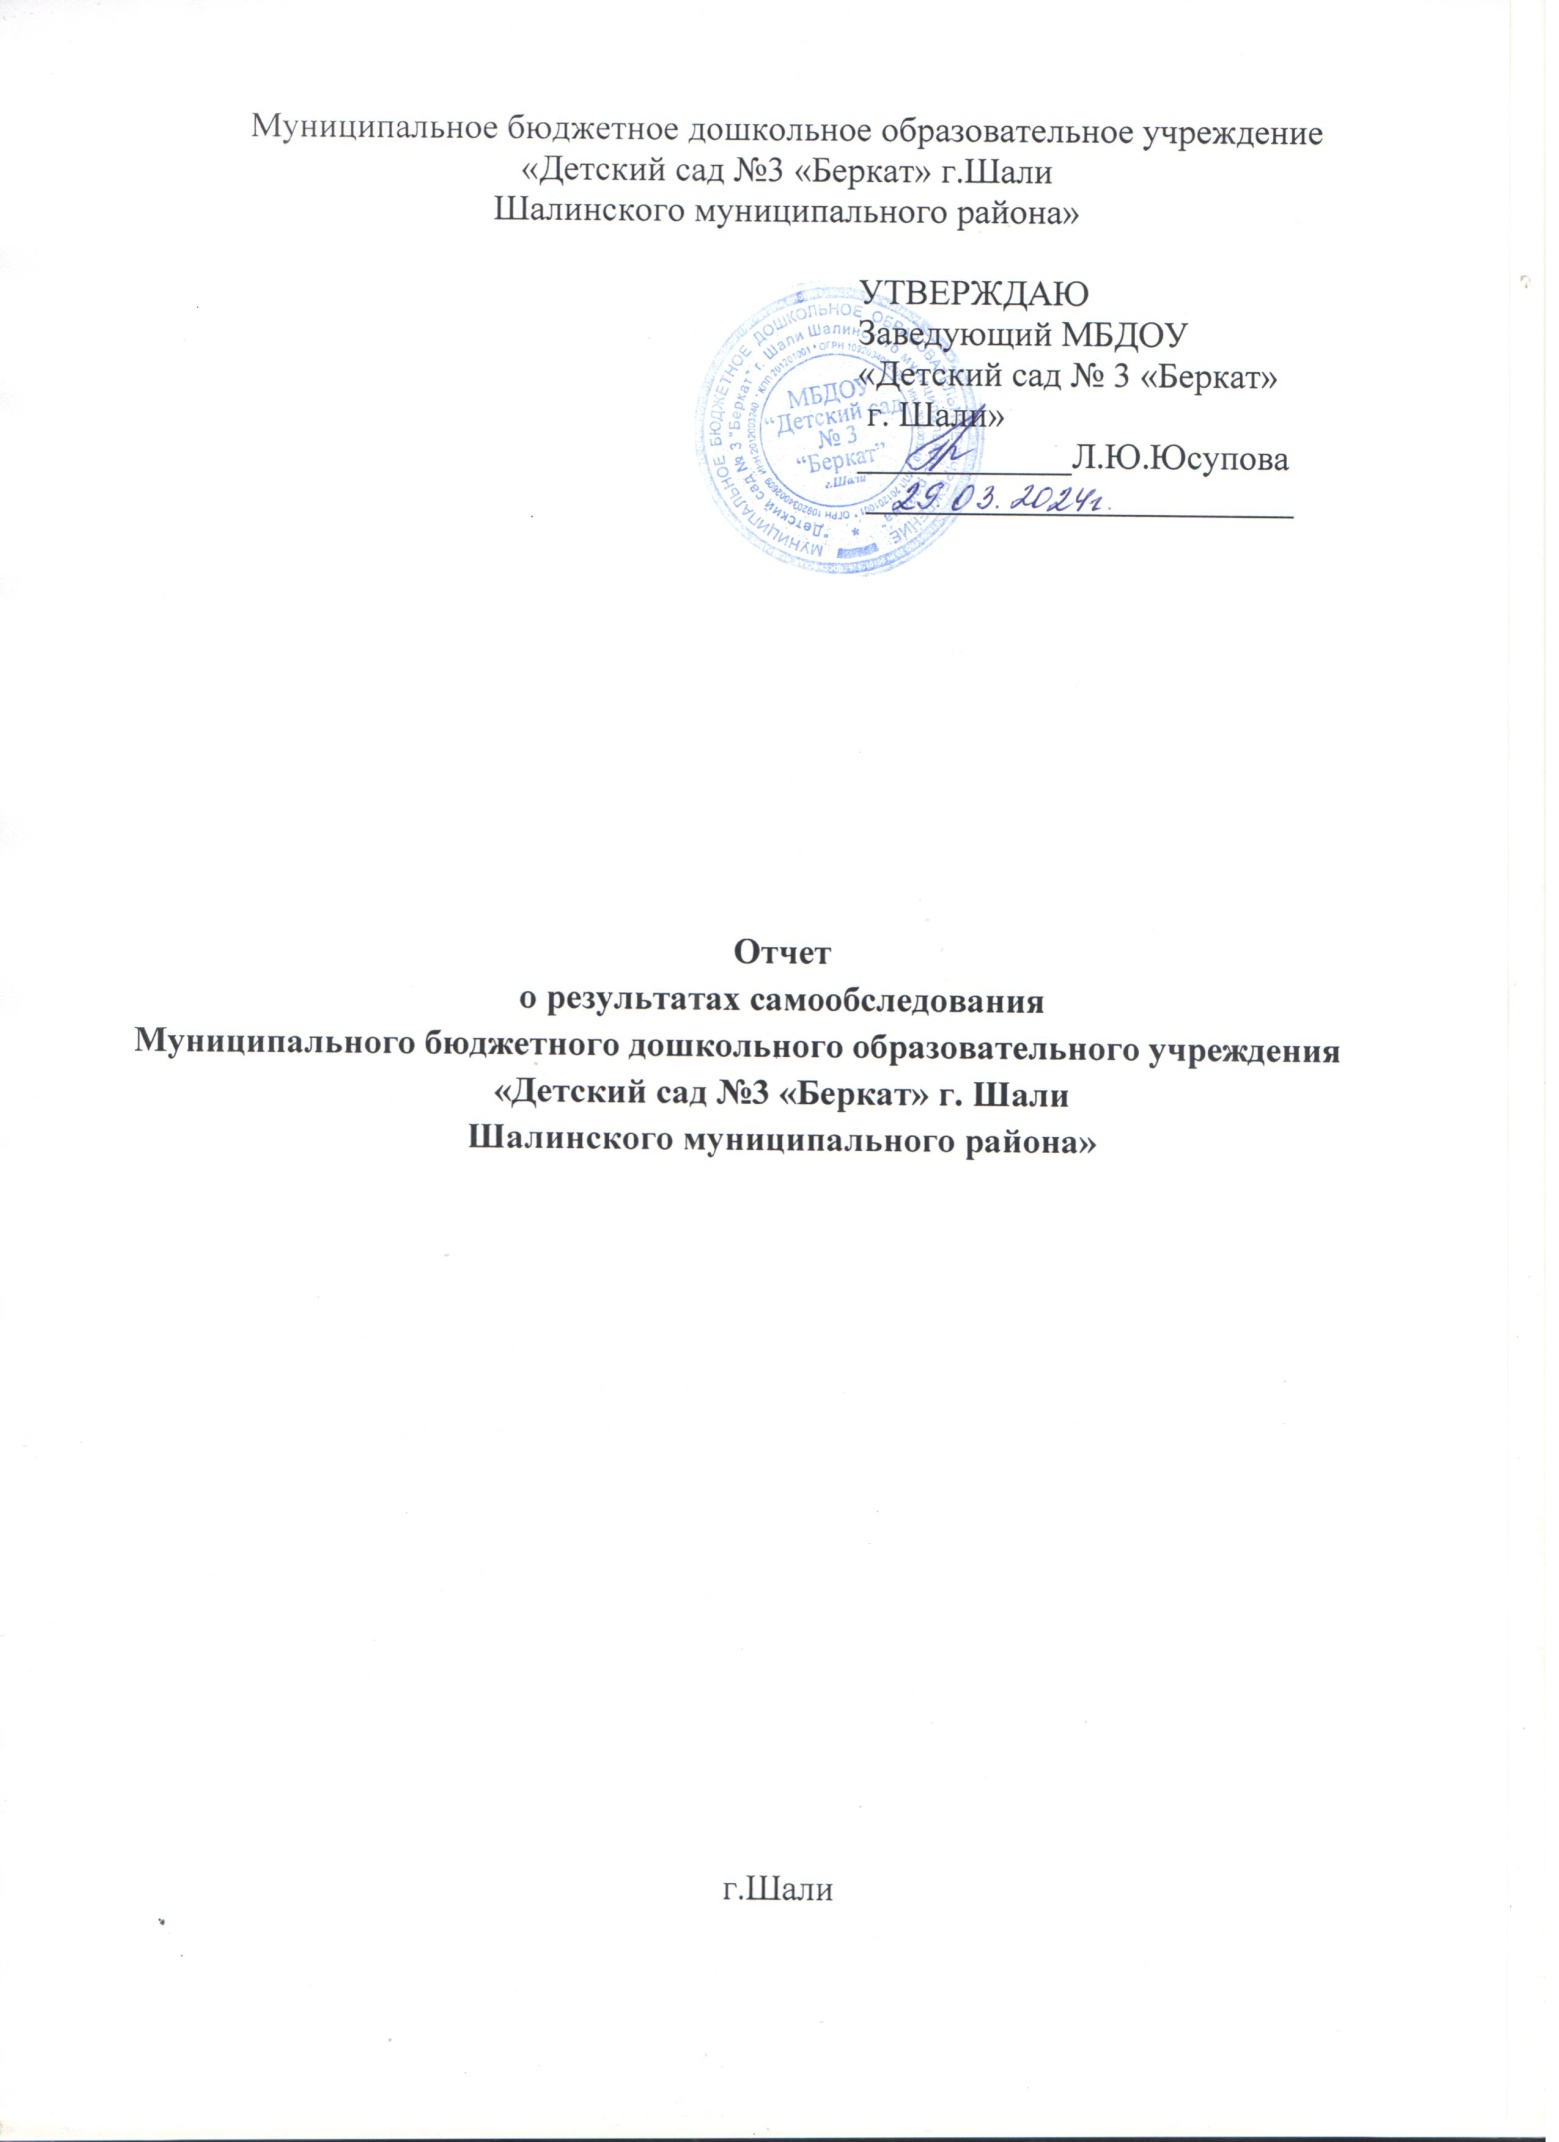 Муниципальное бюджетное дошкольное образовательное учреждение
«Детский сад №3 «Беркат» г.Шали
Шалинского муниципального района»
УТВЕРЖДАЮ
Заведующий МБДОУ
«Детский сад № 3 «Беркат»
г. Шали»
Л.Ю.Юсупова
29.03.2024г.
МБДОУ
“Детский сад
№ 3
“Беркат”
г.Шали
Отчет
о результатах самообследования
Муниципального бюджетного дошкольного образовательного учреждения
«Детский сад №3 «Беркат» г. Шали
Шалинского муниципального района»
г.Шали